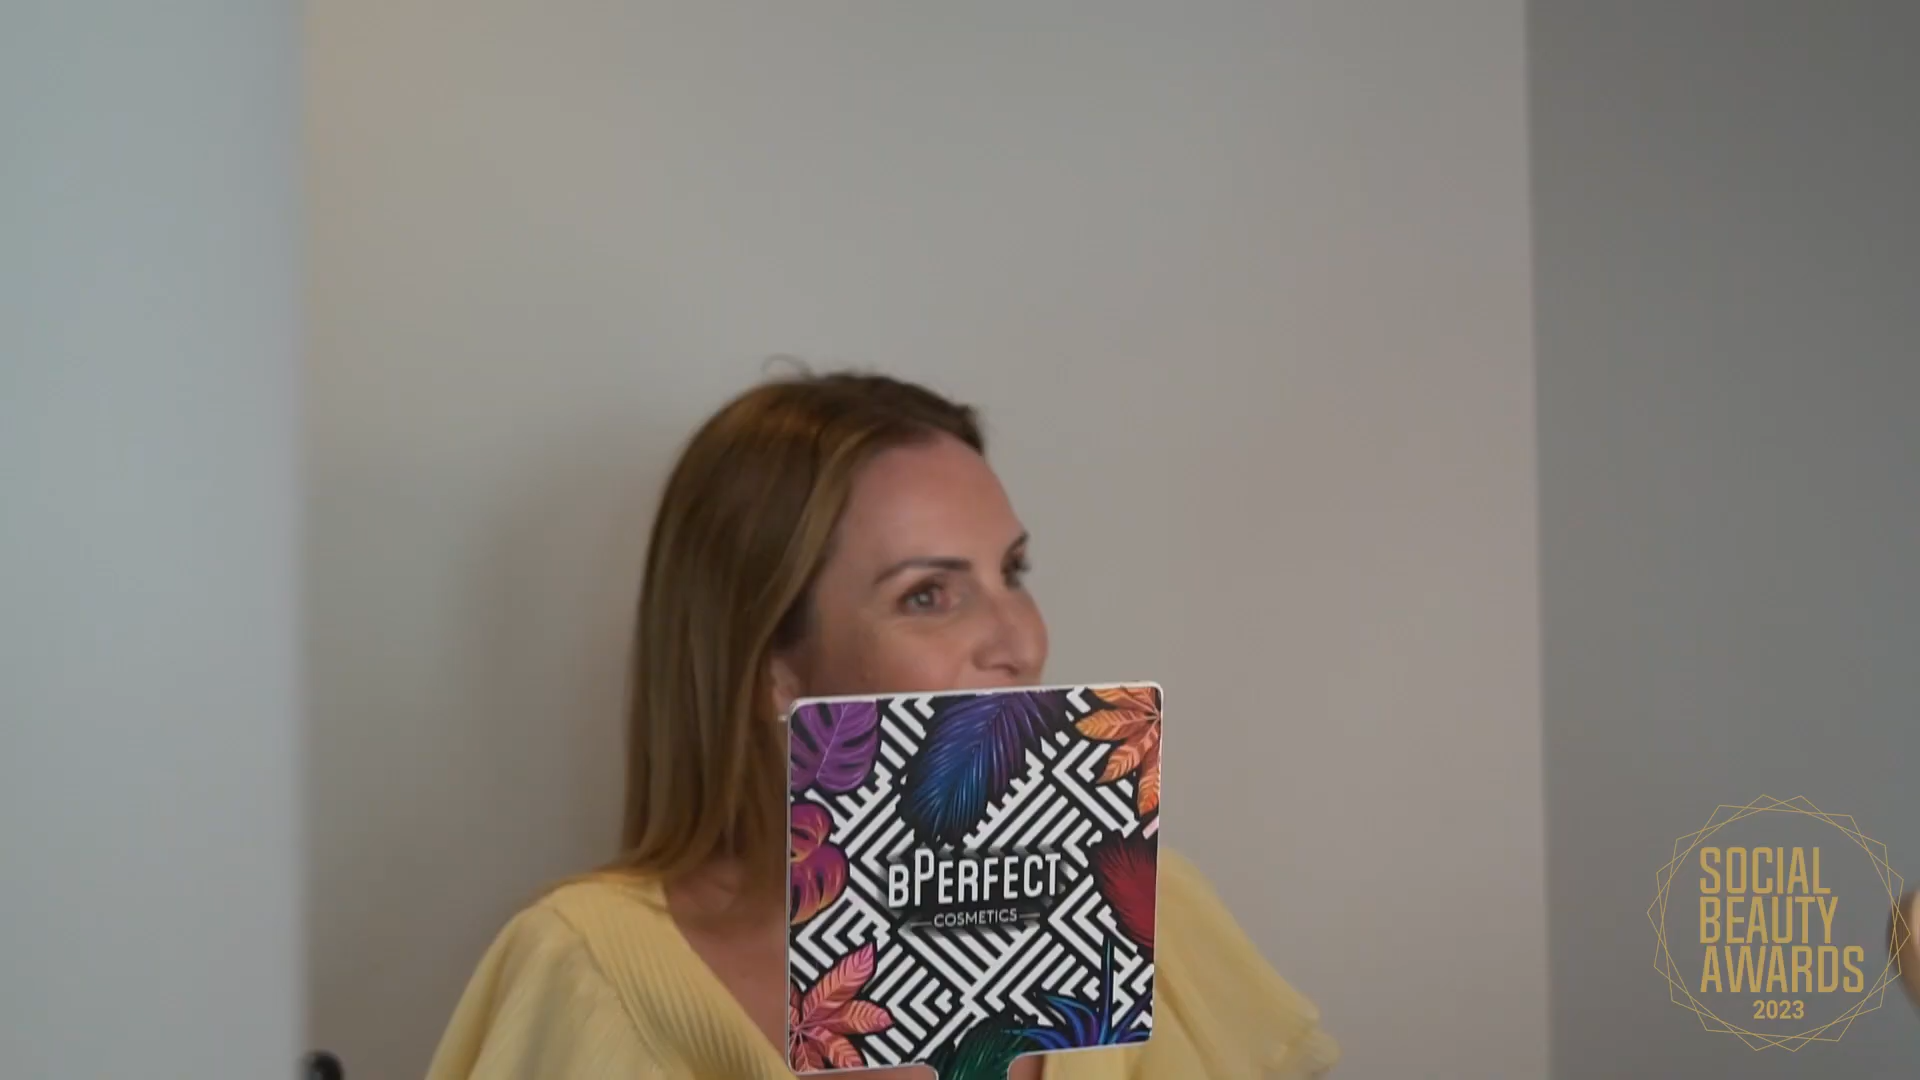 BPERFECT
COSMETICS
SOCIAL
BEAUTY
AWARDS
2023